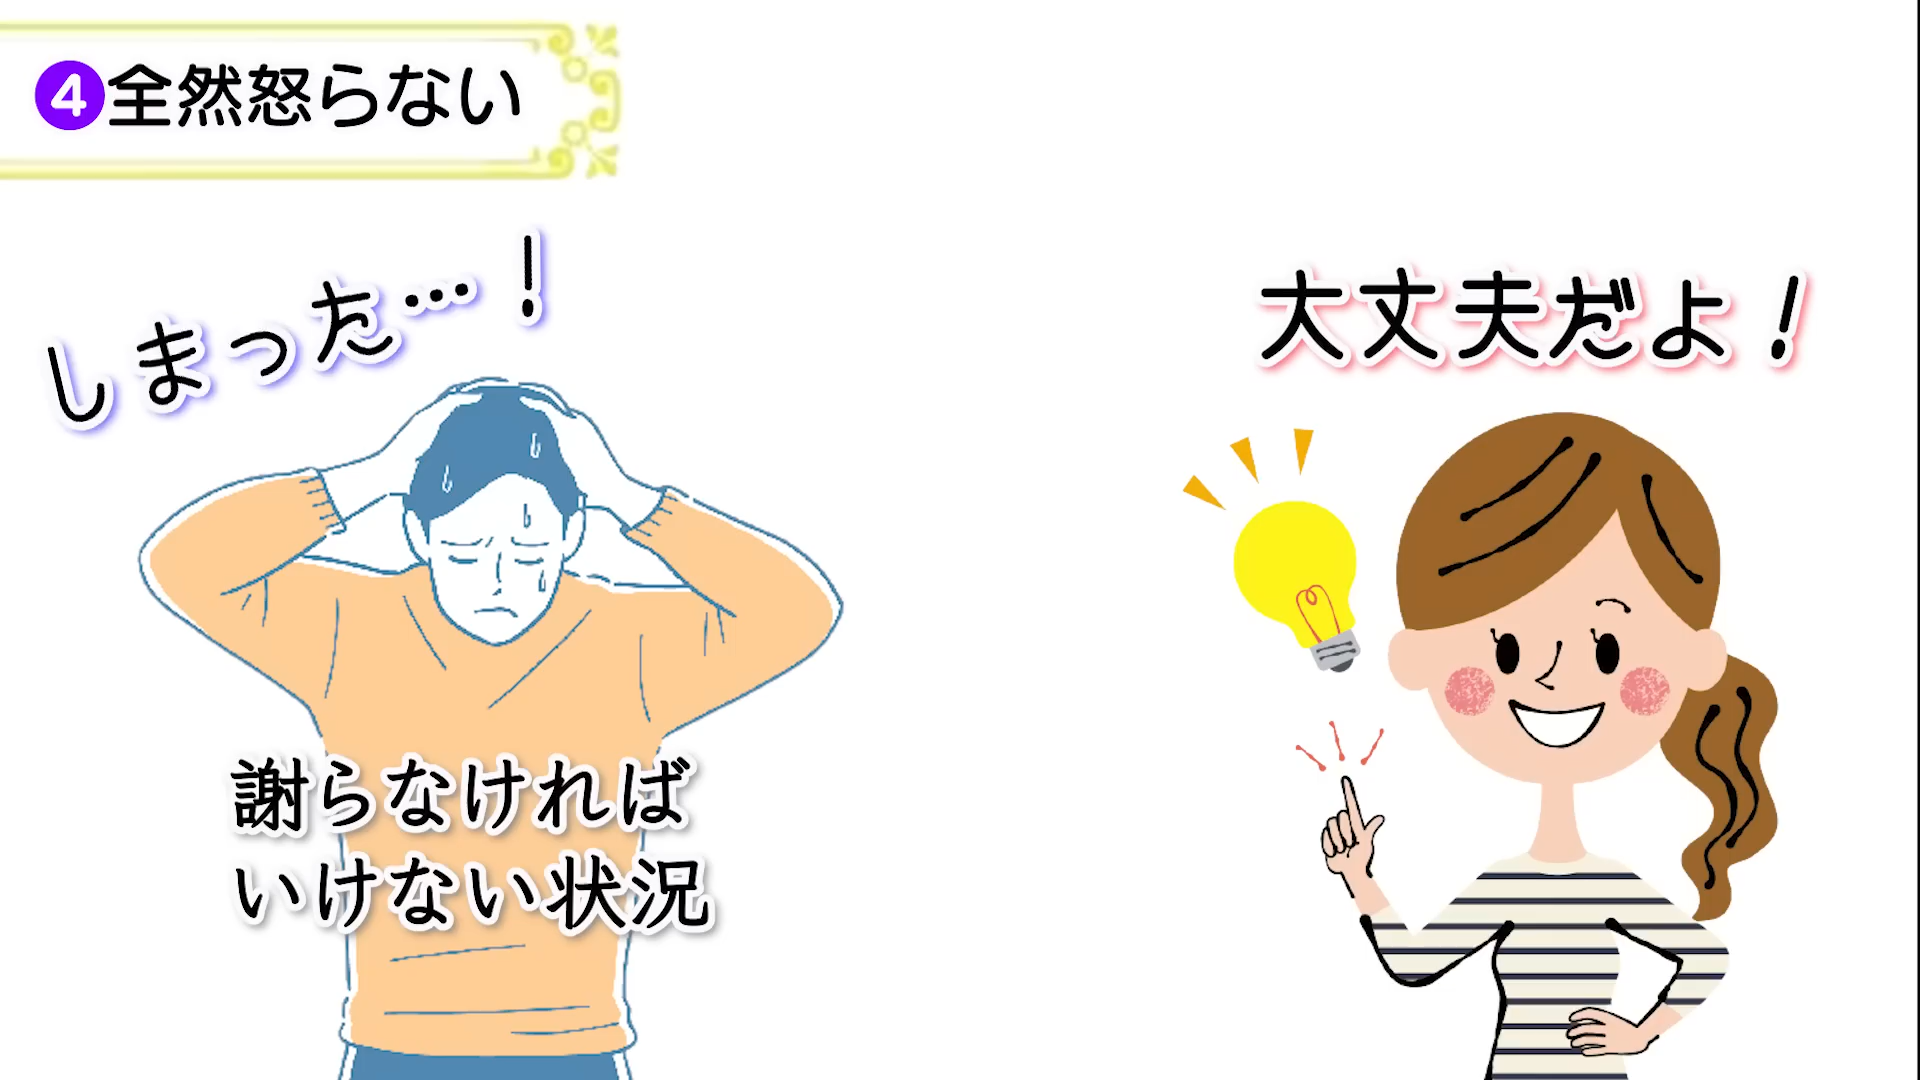 ❹全然怒らない
しまった…！
大丈夫だよ！
謝らなければ
いけない状況